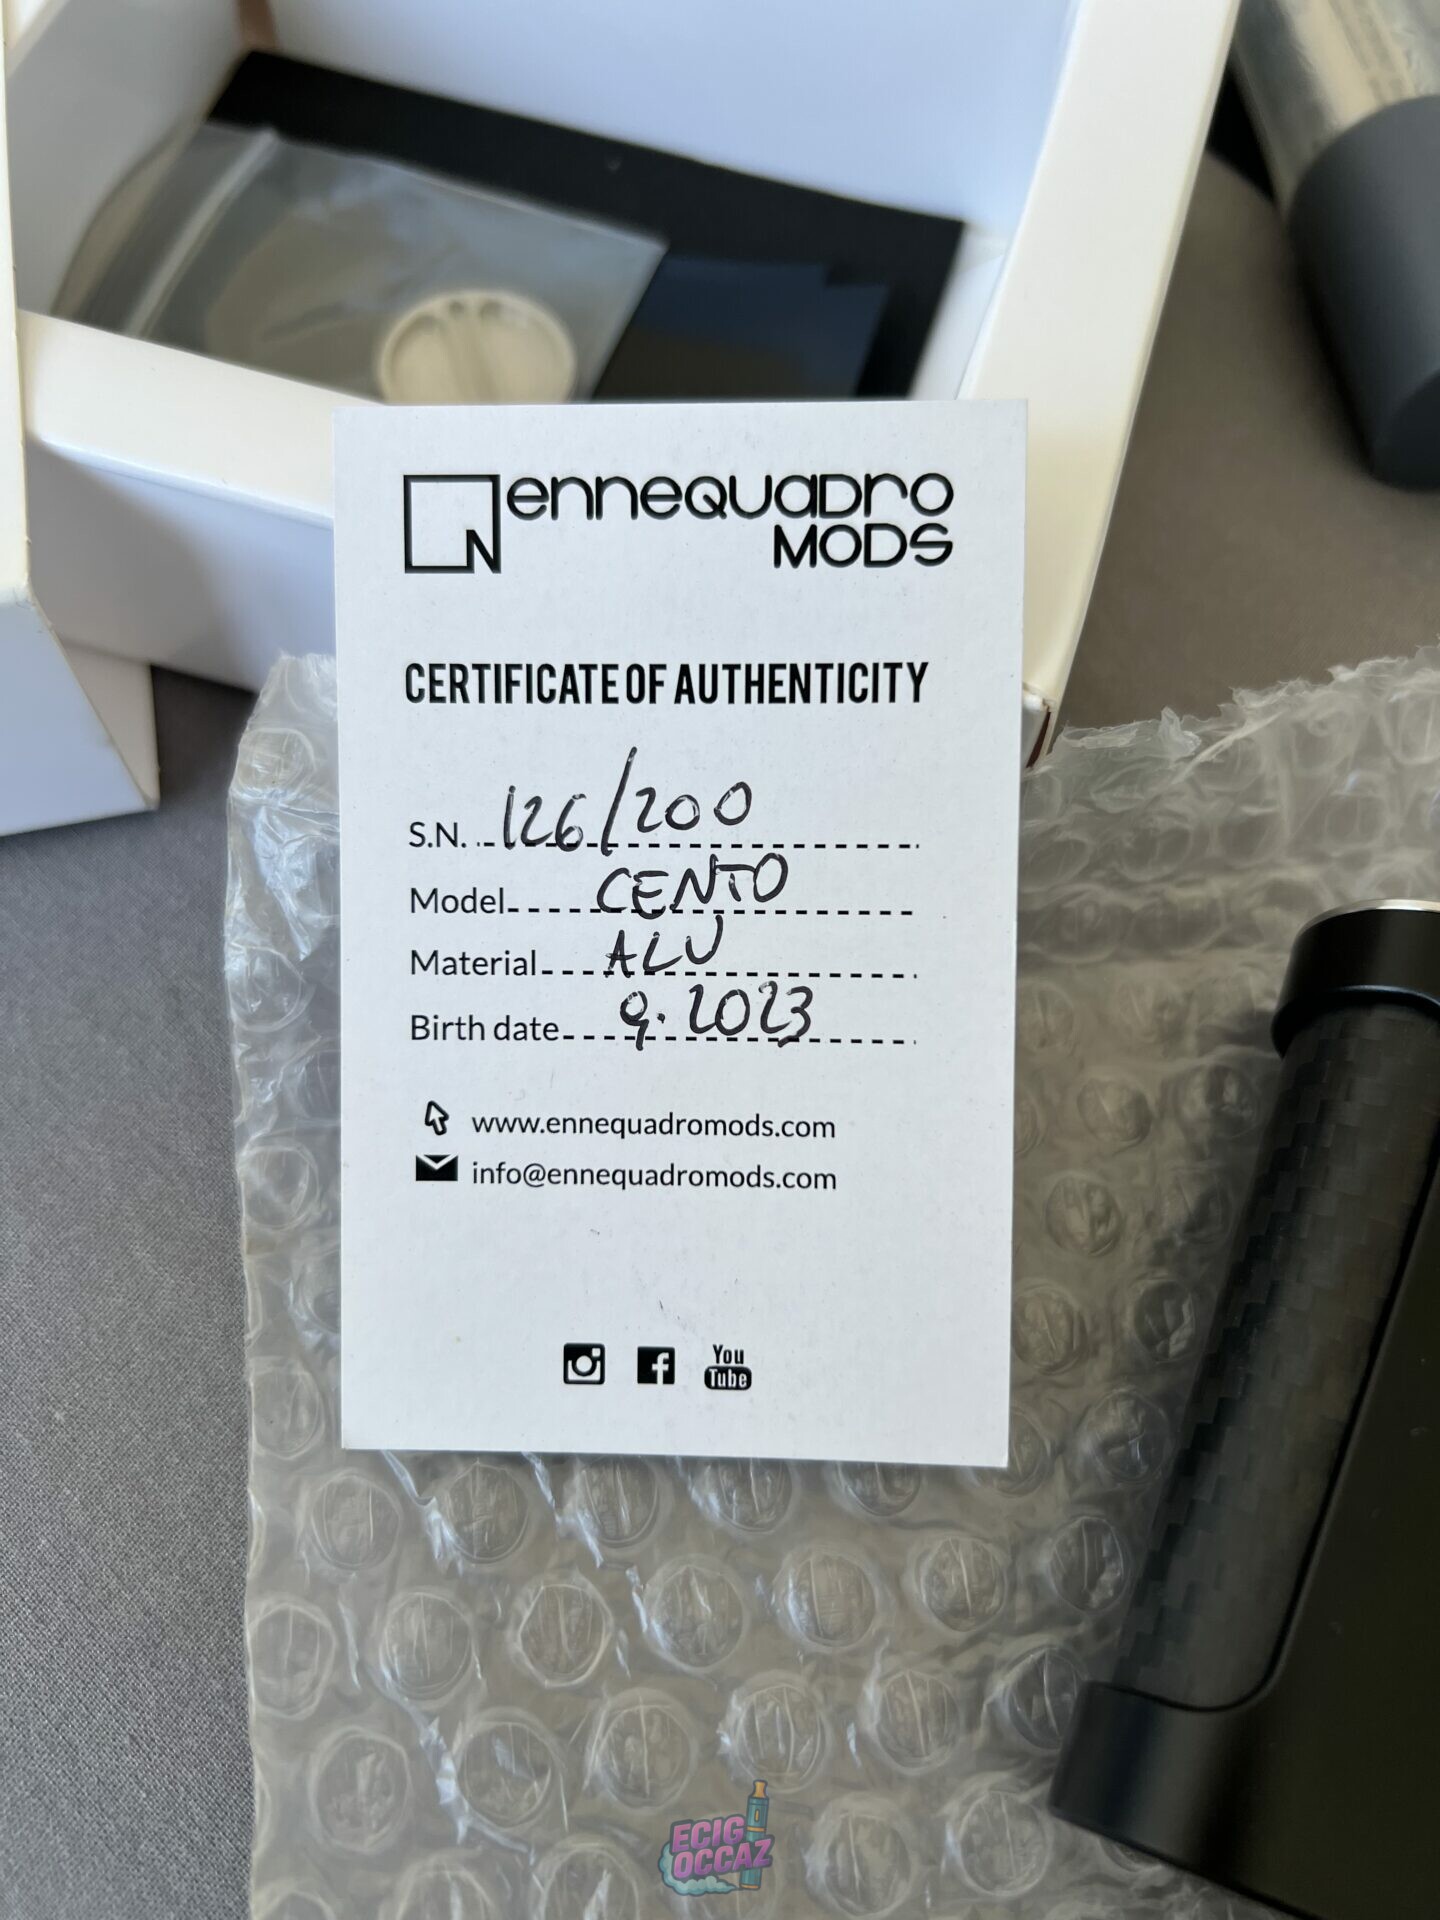 ennequadro
MODS
CERTIFICATE OF AUTHENTICITY
S.N. 126/200
Model CENTO
Material ALU
Birth date 9.2023
www.ennequadromods.com
info@ennequadromods.com
You
Tube
ECIG
OCCAZ